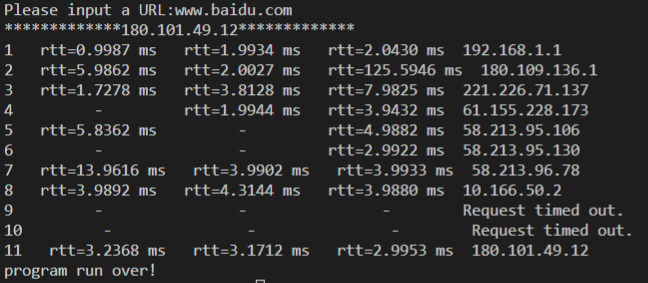 Please input a URL:www.baidu.com
*************180.101.49.12*************
1   rtt=0.9987 ms   rtt=1.9934 ms   rtt=2.0430 ms  192.168.1.1
2   rtt=5.9862 ms   rtt=2.0027 ms   rtt=125.5946 ms  180.109.136.1
3   rtt=1.7278 ms   rtt=3.8128 ms   rtt=7.9825 ms  221.226.71.137
4         -         rtt=1.9944 ms   rtt=3.9432 ms  61.155.228.173
5   rtt=5.8362 ms         -         rtt=4.9882 ms  58.213.95.106
6         -               -         rtt=2.9922 ms  58.213.95.130
7   rtt=13.9616 ms   rtt=3.9902 ms   rtt=3.9933 ms  58.213.96.78
8   rtt=3.9892 ms   rtt=4.3144 ms   rtt=3.9880 ms  10.166.50.2
9         -               -               -        Request timed out.
10         -               -               -        Request timed out.
11   rtt=3.2368 ms   rtt=3.1712 ms   rtt=2.9953 ms  180.101.49.12
program run over!